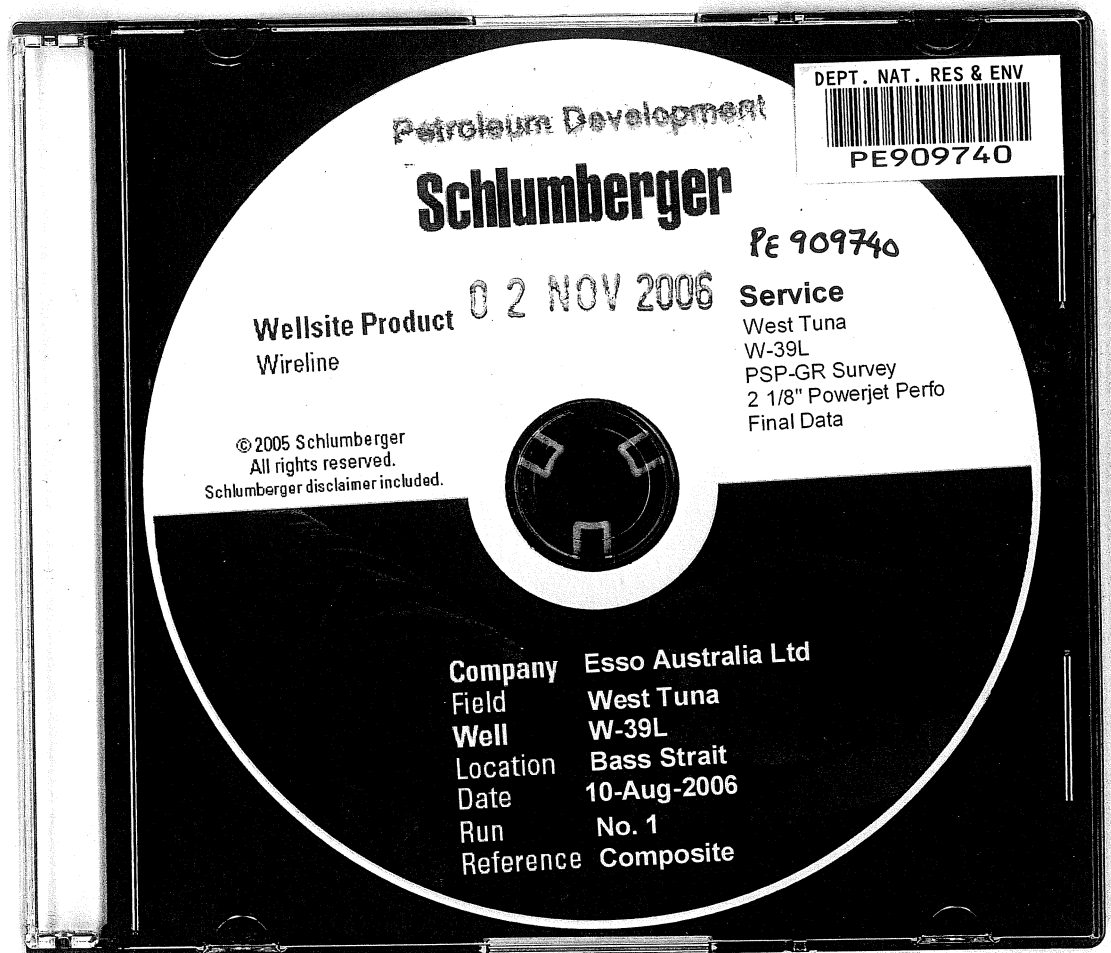 DEPT. NAT. RES & ENV
PE909740
Petroleum Development
Schlumberger
PE 909740
02 NOV 2006
Wellsite Product
Wireline
Service
West Tuna
W-39L
PSP-GR Survey
2 1/8" Powerjet Perfo
Final Data
© 2005 Schlumberger
All rights reserved.
Schlumberger disclaimer included.
Company Esso Australia Ltd
Field West Tuna
Well W-39L
Location Bass Strait
Date 10-Aug-2006
Run No. 1
Reference Composite